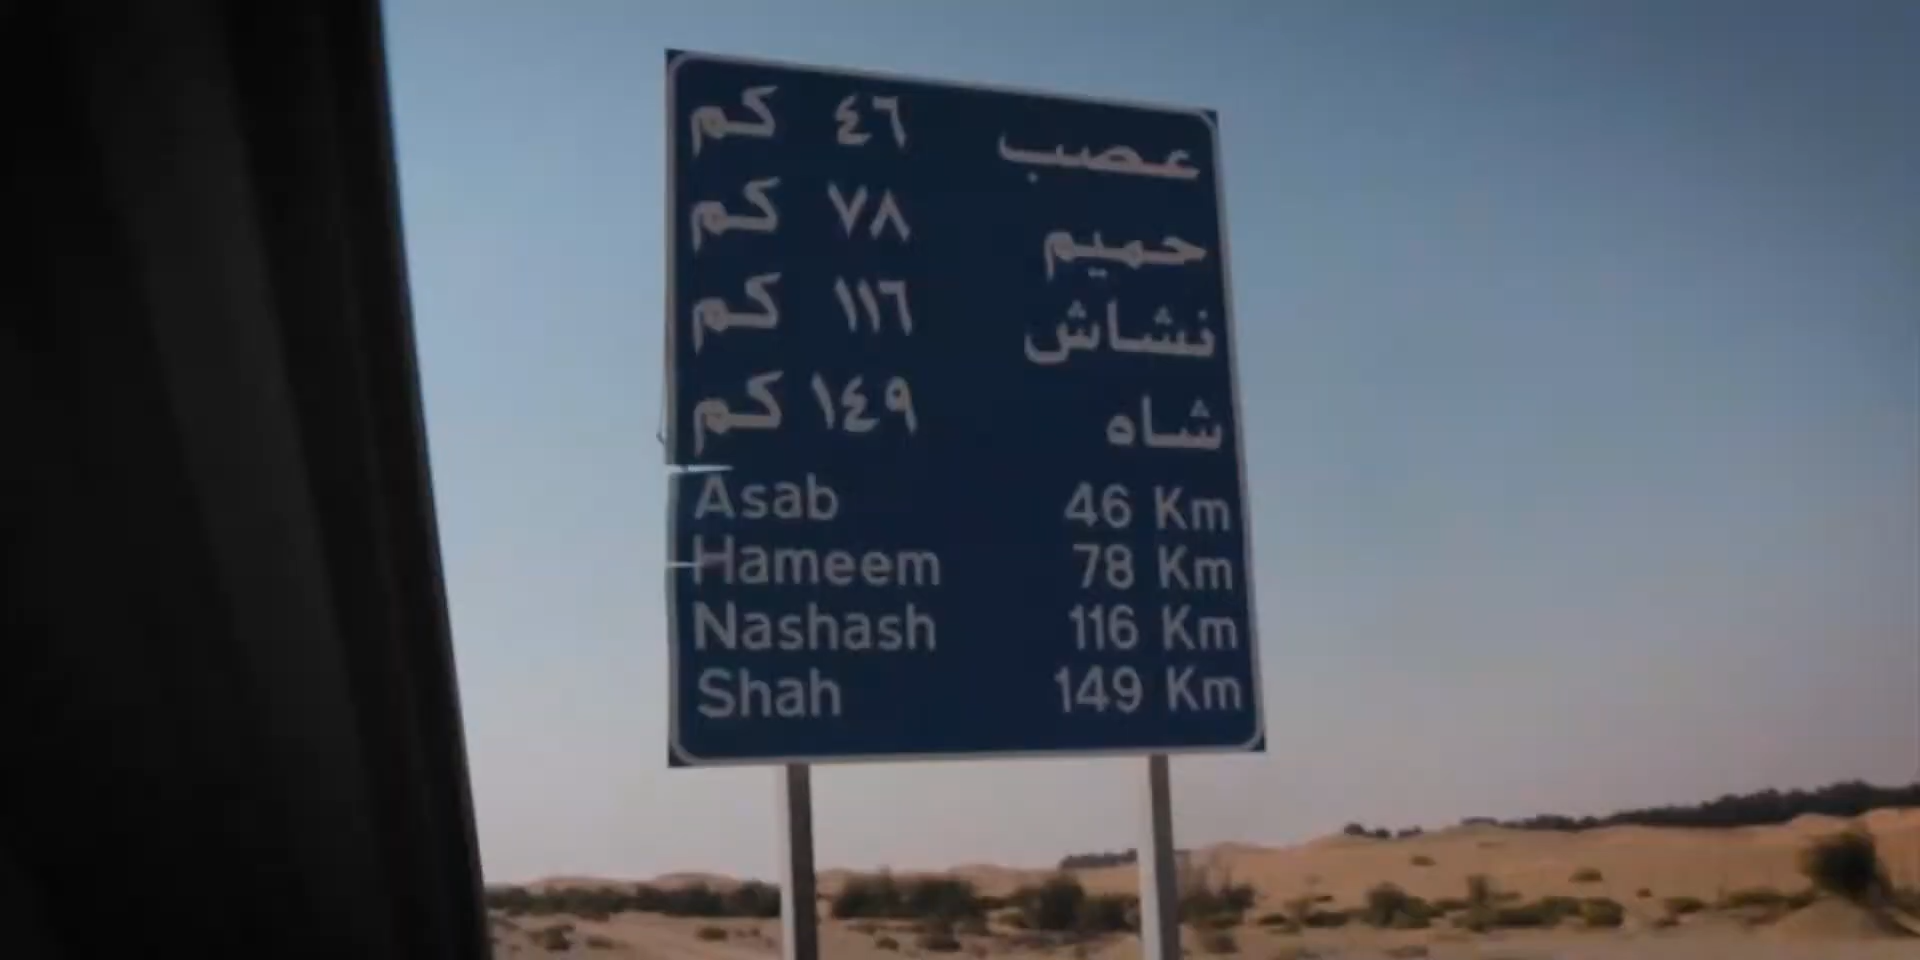 عصب ٤٦ كم
حميم ٧٨ كم
نشاش ١١٦ كم
شاه ١٤٩ كم
Asab 46 Km
Hameem 78 Km
Nashash 116 Km
Shah 149 Km